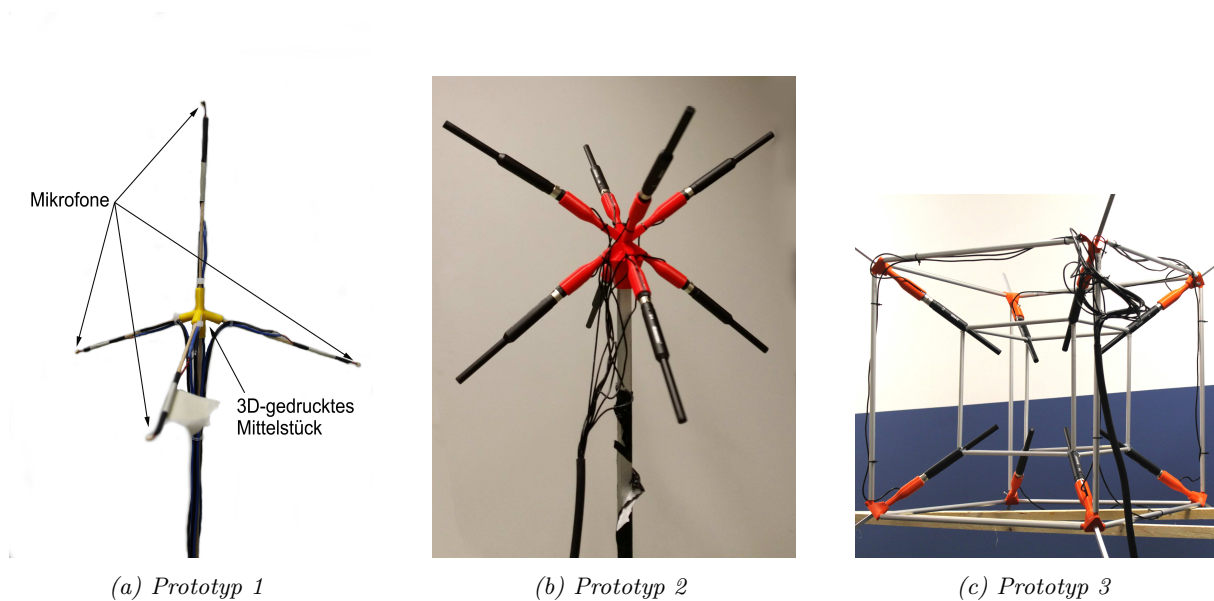 Mikrofone
3D-gedrucktes
Mittelstück
(a) Prototyp 1
(b) Prototyp 2
(c) Prototyp 3